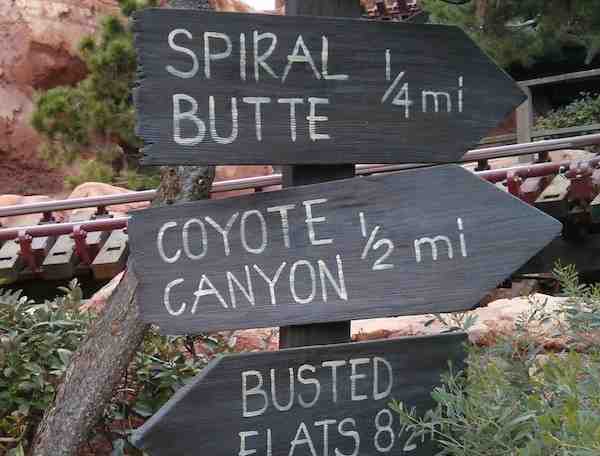 SPIRAL 1/4 mi
BUTTE
COYOTE 1/2 mi
CANYON
BUSTED
FLATS